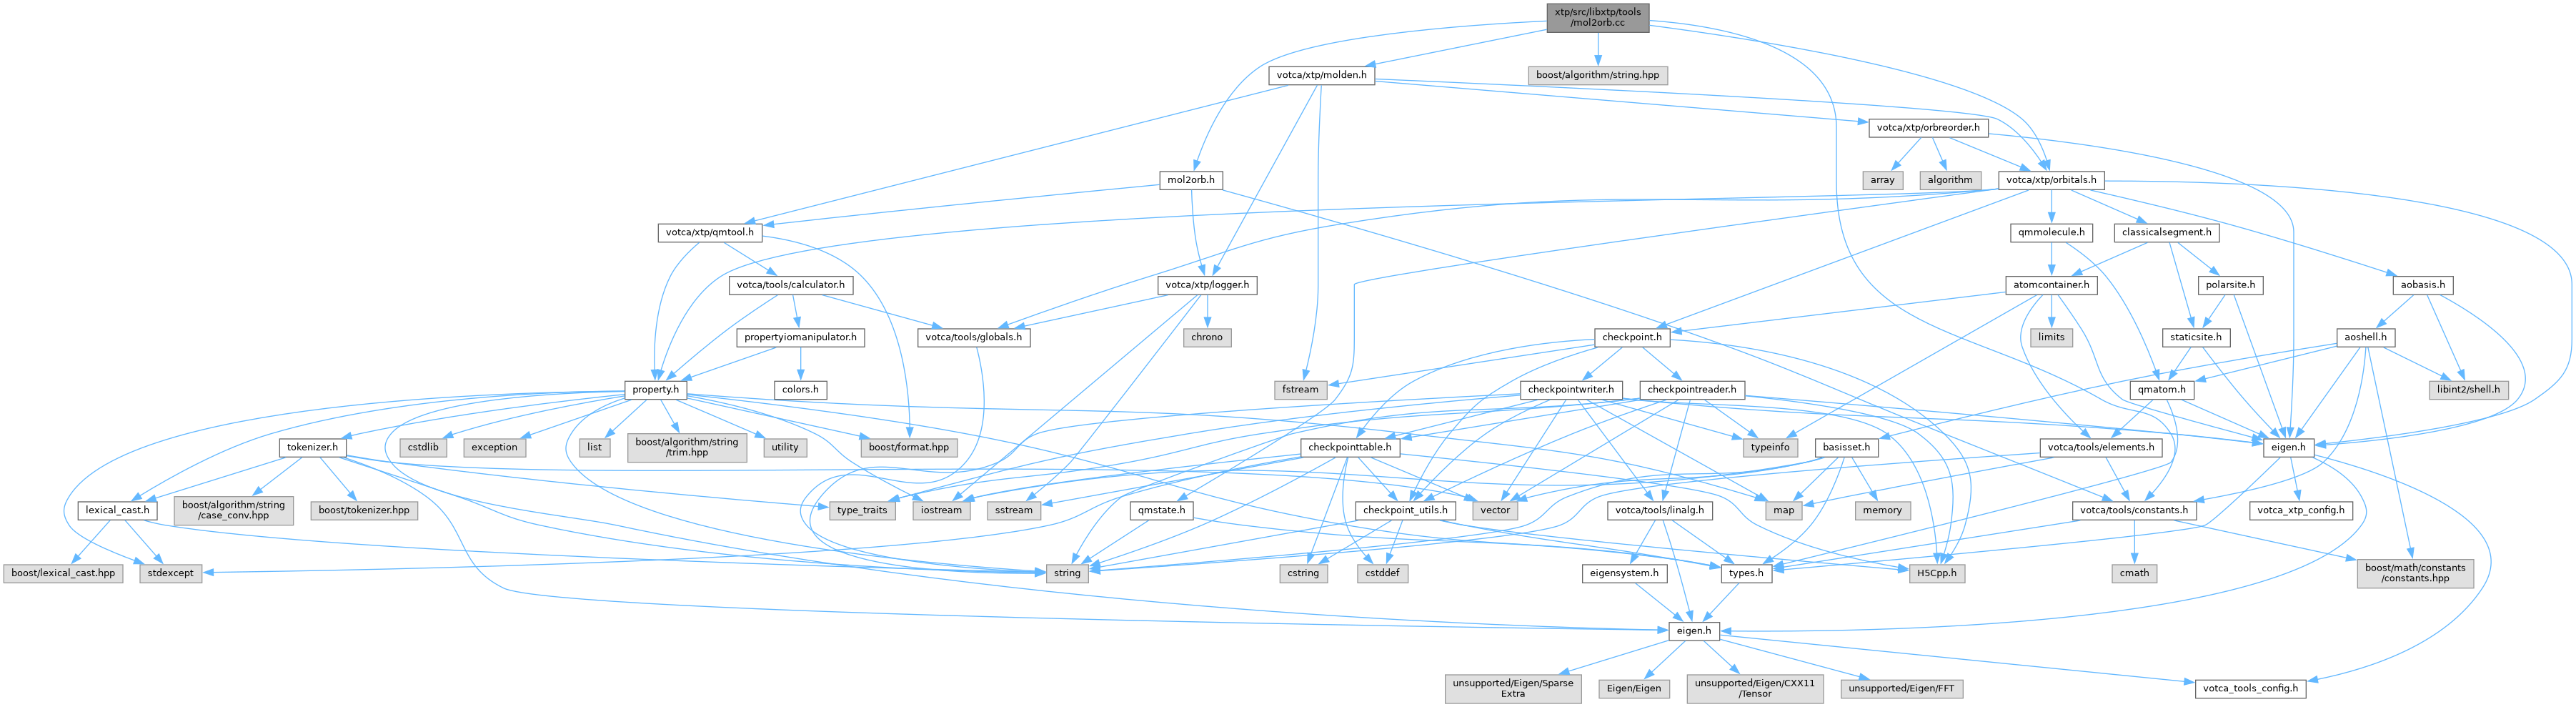 xtp/src/libxtp/tools
/mol2orb.cc
votca/xtp/molden.h
boost/algorithm/string.hpp
votca/xtp/orbreorder.h
mol2orb.h
array
algorithm
votca/xtp/orbitals.h
votca/xtp/qmtool.h
qmmolecule.h
classicalsegment.h
votca/tools/calculator.h
votca/xtp/logger.h
atomcontainer.h
polarsite.h
aobasis.h
propertyiomanipulator.h
votca/tools/globals.h
chrono
checkpoint.h
limits
staticsite.h
aoshell.h
property.h
colors.h
fstream
checkpointwriter.h
checkpointreader.h
qmatom.h
libint2/shell.h
tokenizer.h
cstdlib
exception
list
boost/algorithm/string
/trim.hpp
utility
boost/format.hpp
checkpointtable.h
typeinfo
basisset.h
votca/tools/elements.h
eigen.h
lexical_cast.h
boost/algorithm/string
/case_conv.hpp
boost/tokenizer.hpp
type_traits
iostream
sstream
qmstate.h
checkpoint_utils.h
vector
votca/tools/linalg.h
map
memory
votca/tools/constants.h
votca_xtp_config.h
boost/lexical_cast.hpp
stdexcept
string
cstring
cstddef
eigensystem.h
types.h
H5Cpp.h
cmath
boost/math/constants
/constants.hpp
eigen.h
unsupported/Eigen/Sparse
Extra
Eigen/Eigen
unsupported/Eigen/CXX11
/Tensor
unsupported/Eigen/FFT
votca_tools_config.h